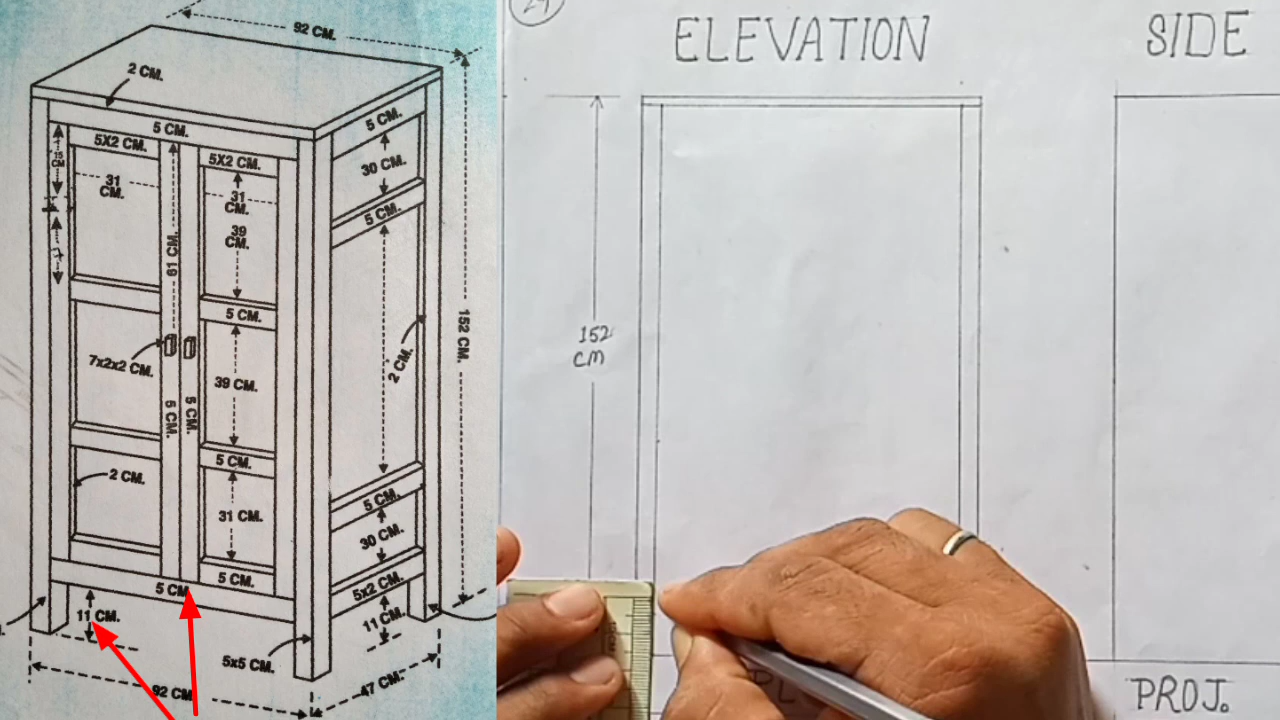 92 CM.
2 CM.
5 CM.
5 CM.
15 CM
5X2 CM.
5X2 CM.
30 CM.
31 CM.
31 CM.
5 CM.
39 CM.
61 CM.
5 CM.
152 CM.
7x2x2 CM.
2 CM.
39 CM.
5 CM.
5 CM.
5 CM.
2 CM.
5 CM.
31 CM.
30 CM.
5 CM.
5x2 CM.
5 CM
11 CM.
11 CM.
5x5 CM.
92 CM
47 CM.
24
ELEVATION
SIDE
152
CM
PROJ.